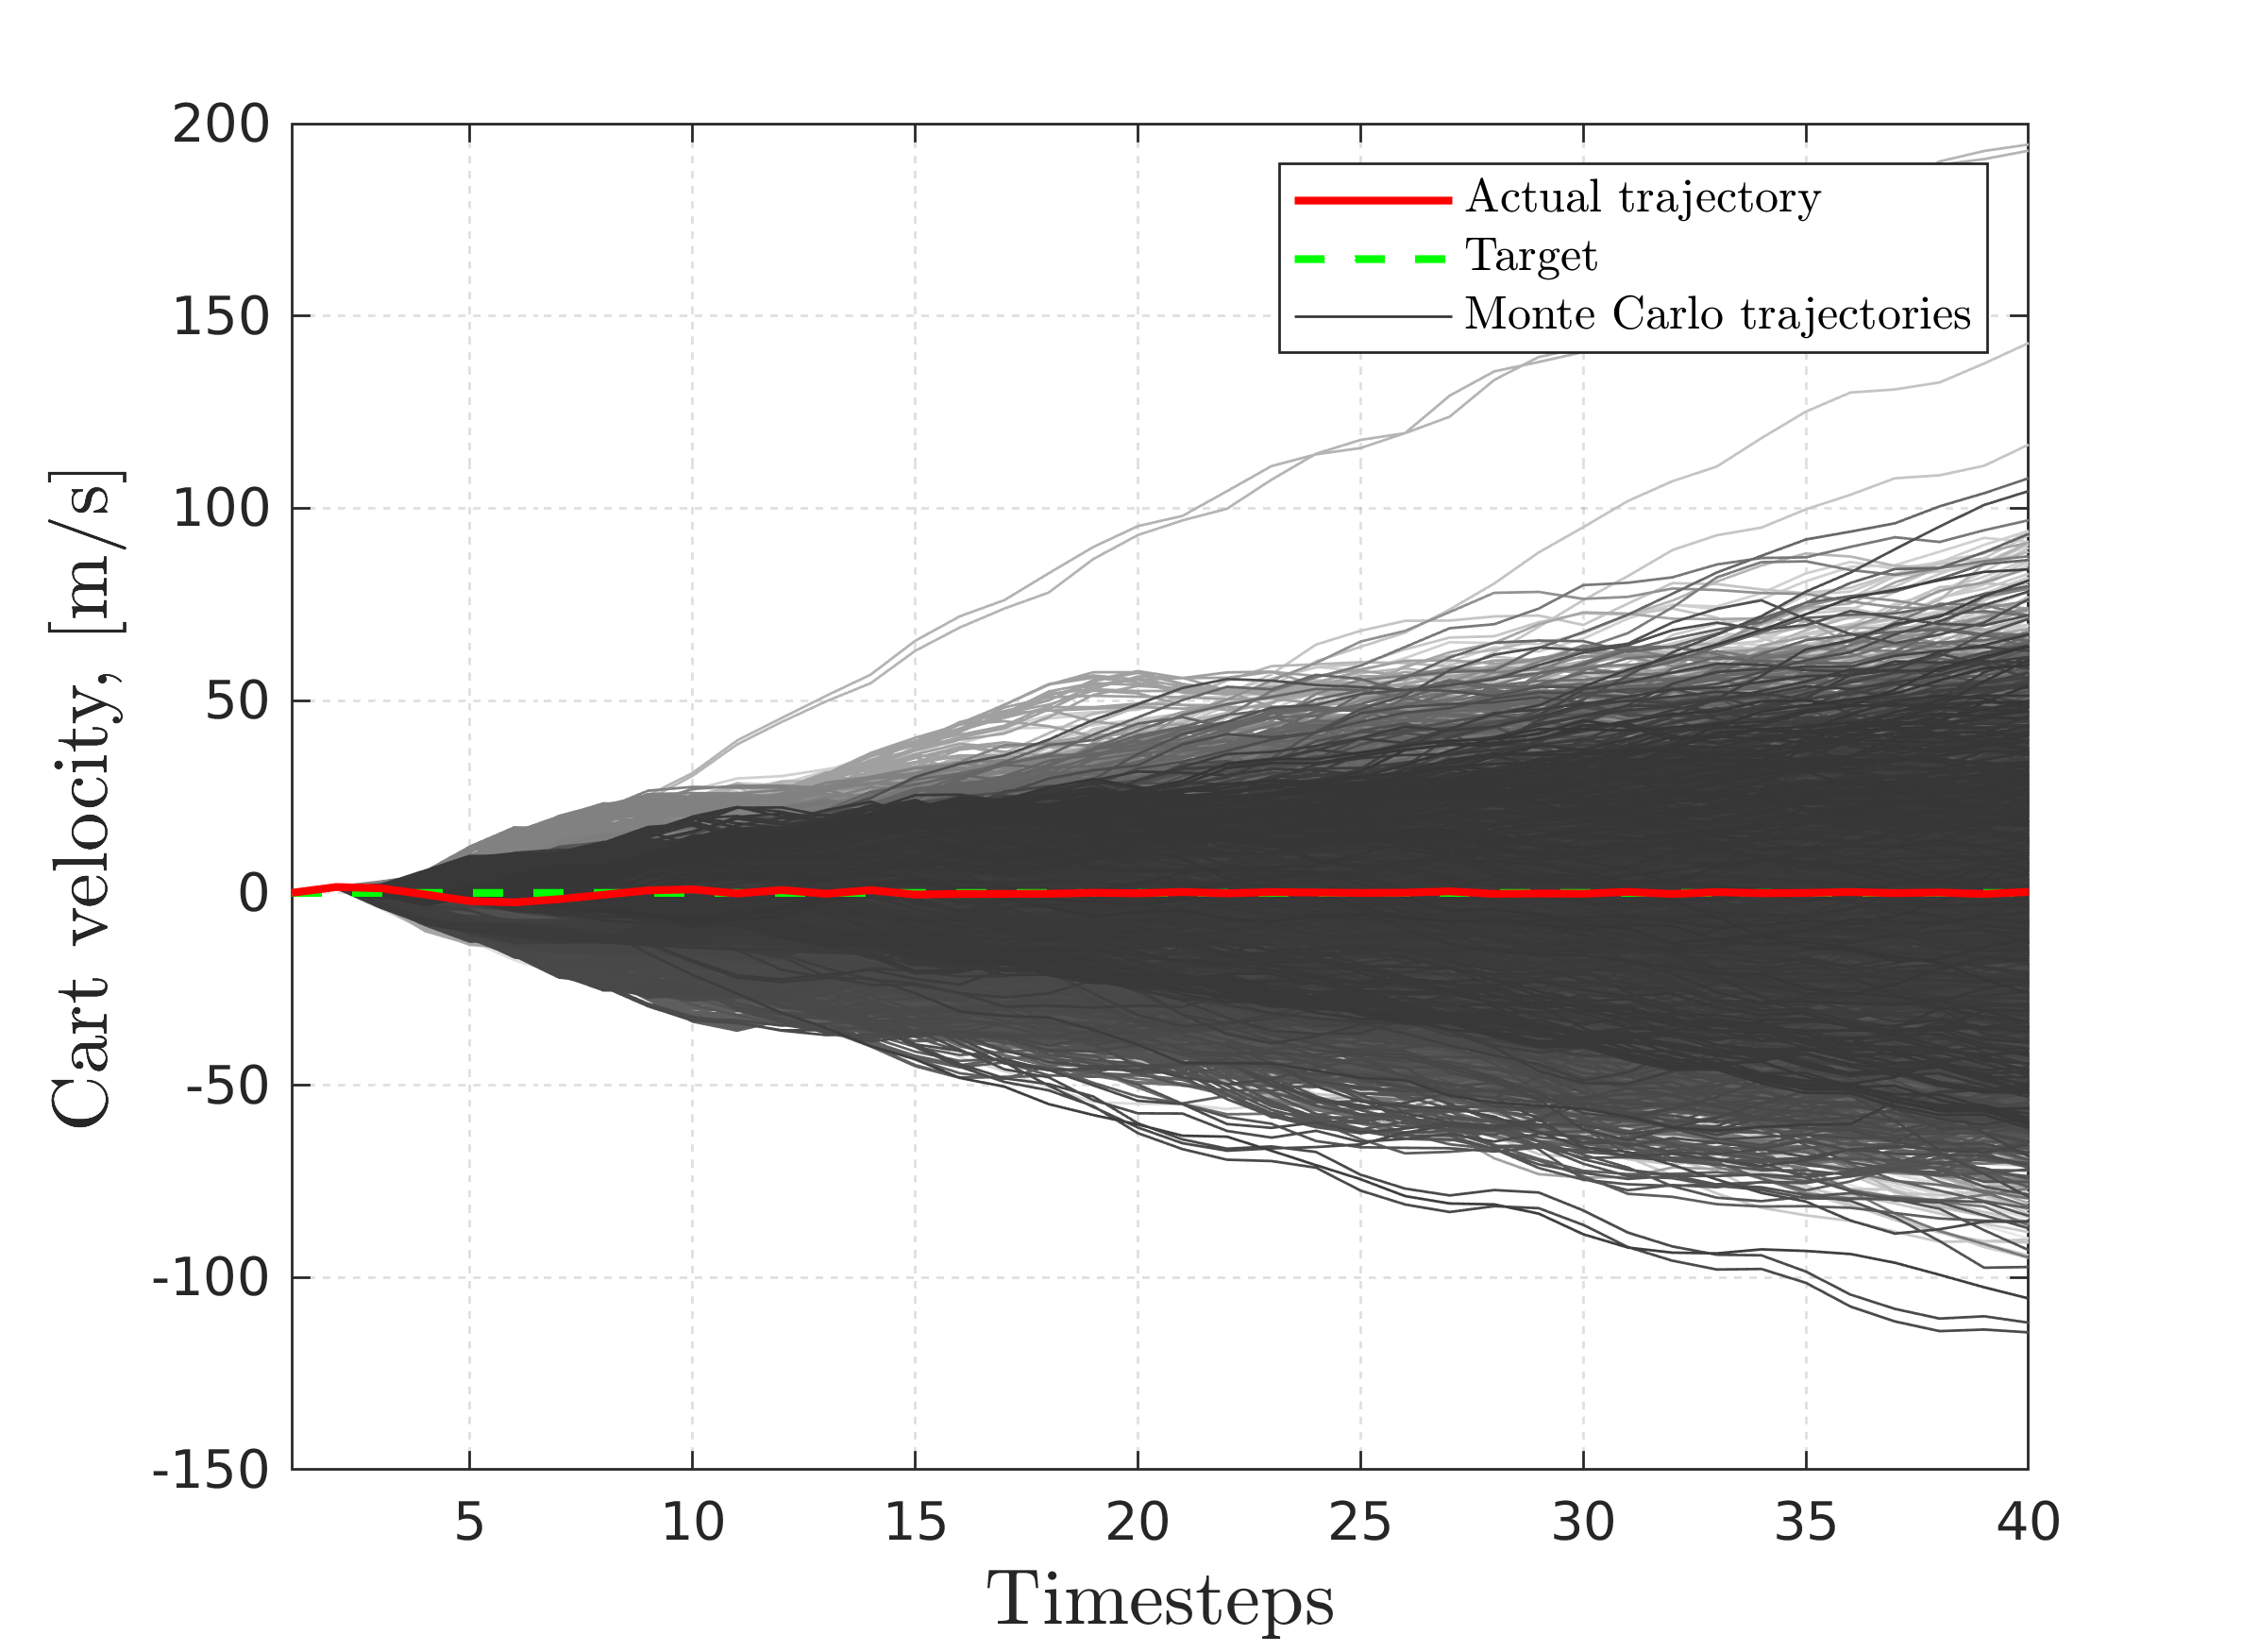 200
150
100
50
0
-50
-100
-150
Cart velocity, [m/s]
Actual trajectory
Target
Monte Carlo trajectories
5 10 15 20 25 30 35 40
Timesteps